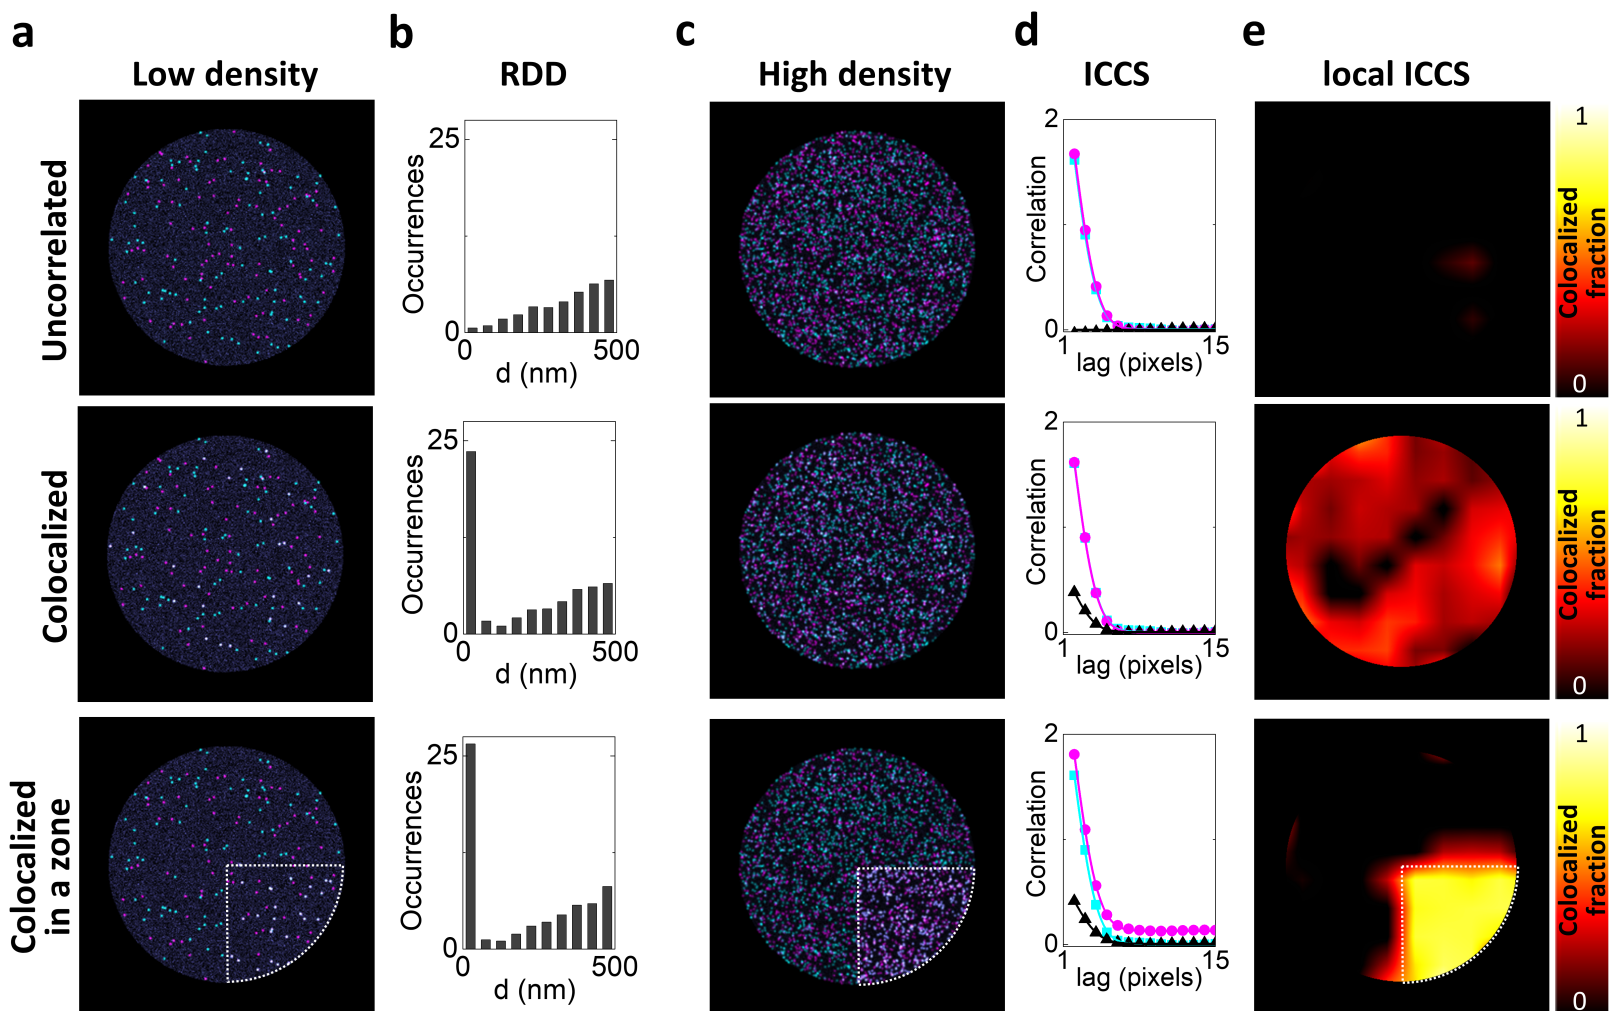 a
b
c
d
e
Low density
RDD
High density
ICCS
local ICCS
Uncorrelated
Occurrences
25
0
0
500
d (nm)
Correlation
2
0
1
15
lag (pixels)
1
Colocalized
fraction
0
Colocalized
Occurrences
25
0
0
500
d (nm)
Correlation
2
0
1
15
lag (pixels)
1
Colocalized
fraction
0
Colocalized
in a zone
Occurrences
25
0
0
500
d (nm)
Correlation
2
0
1
15
lag (pixels)
1
Colocalized
fraction
0